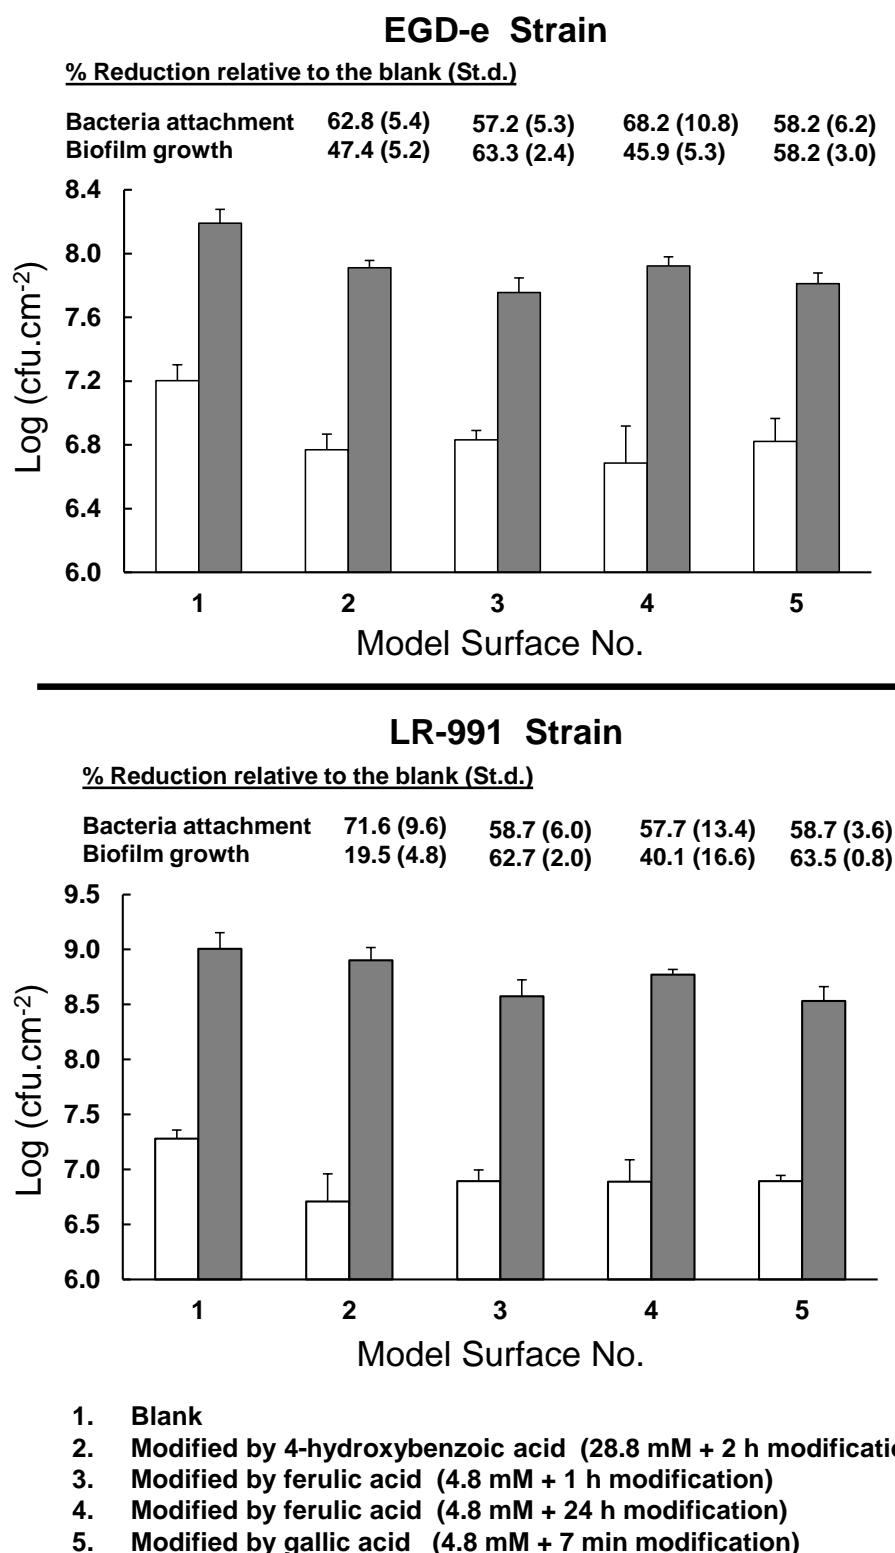 EGD-e Strain
% Reduction relative to the blank (St.d.)
Bacteria attachment 62.8 (5.4) 57.2 (5.3) 68.2 (10.8) 58.2 (6.2)
Biofilm growth 47.4 (5.2) 63.3 (2.4) 45.9 (5.3) 58.2 (3.0)
8.4
8.0
7.6
7.2
6.8
6.4
6.0
Log (cfu.cm-2)
1 2 3 4 5
Model Surface No.
LR-991 Strain
% Reduction relative to the blank (St.d.)
Bacteria attachment 71.6 (9.6) 58.7 (6.0) 57.7 (13.4) 58.7 (3.6)
Biofilm growth 19.5 (4.8) 62.7 (2.0) 40.1 (16.6) 63.5 (0.8)
9.5
9.0
8.5
8.0
7.5
7.0
6.5
6.0
Log (cfu.cm-2)
1 2 3 4 5
Model Surface No.
1. Blank
2. Modified by 4-hydroxybenzoic acid (28.8 mM + 2 h modificati
3. Modified by ferulic acid (4.8 mM + 1 h modification)
4. Modified by ferulic acid (4.8 mM + 24 h modification)
5. Modified by gallic acid (4.8 mM + 7 min modification)